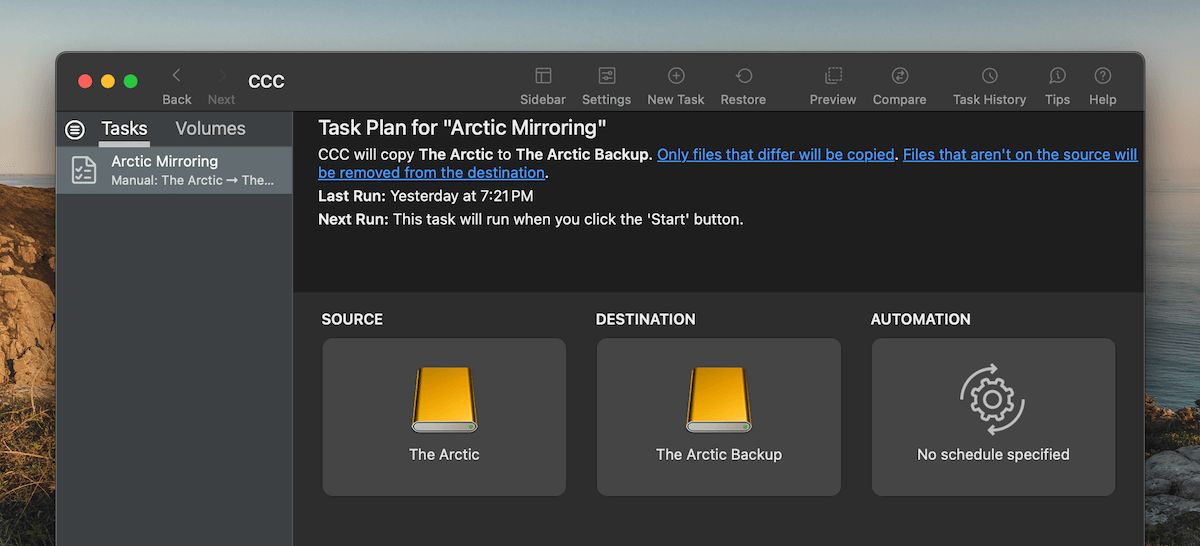 CCC
Back
Next
Sidebar
Settings
New Task
Restore
Preview
Compare
Task History
Tips
Help
Tasks
Volumes
Arctic Mirroring
Manual: The Arctic → The...
Task Plan for "Arctic Mirroring"
CCC will copy The Arctic to The Arctic Backup. Only files that differ will be copied. Files that aren't on the source will
be removed from the destination.
Last Run: Yesterday at 7:21 PM
Next Run: This task will run when you click the 'Start' button.
SOURCE
DESTINATION
AUTOMATION
The Arctic
The Arctic Backup
No schedule specified